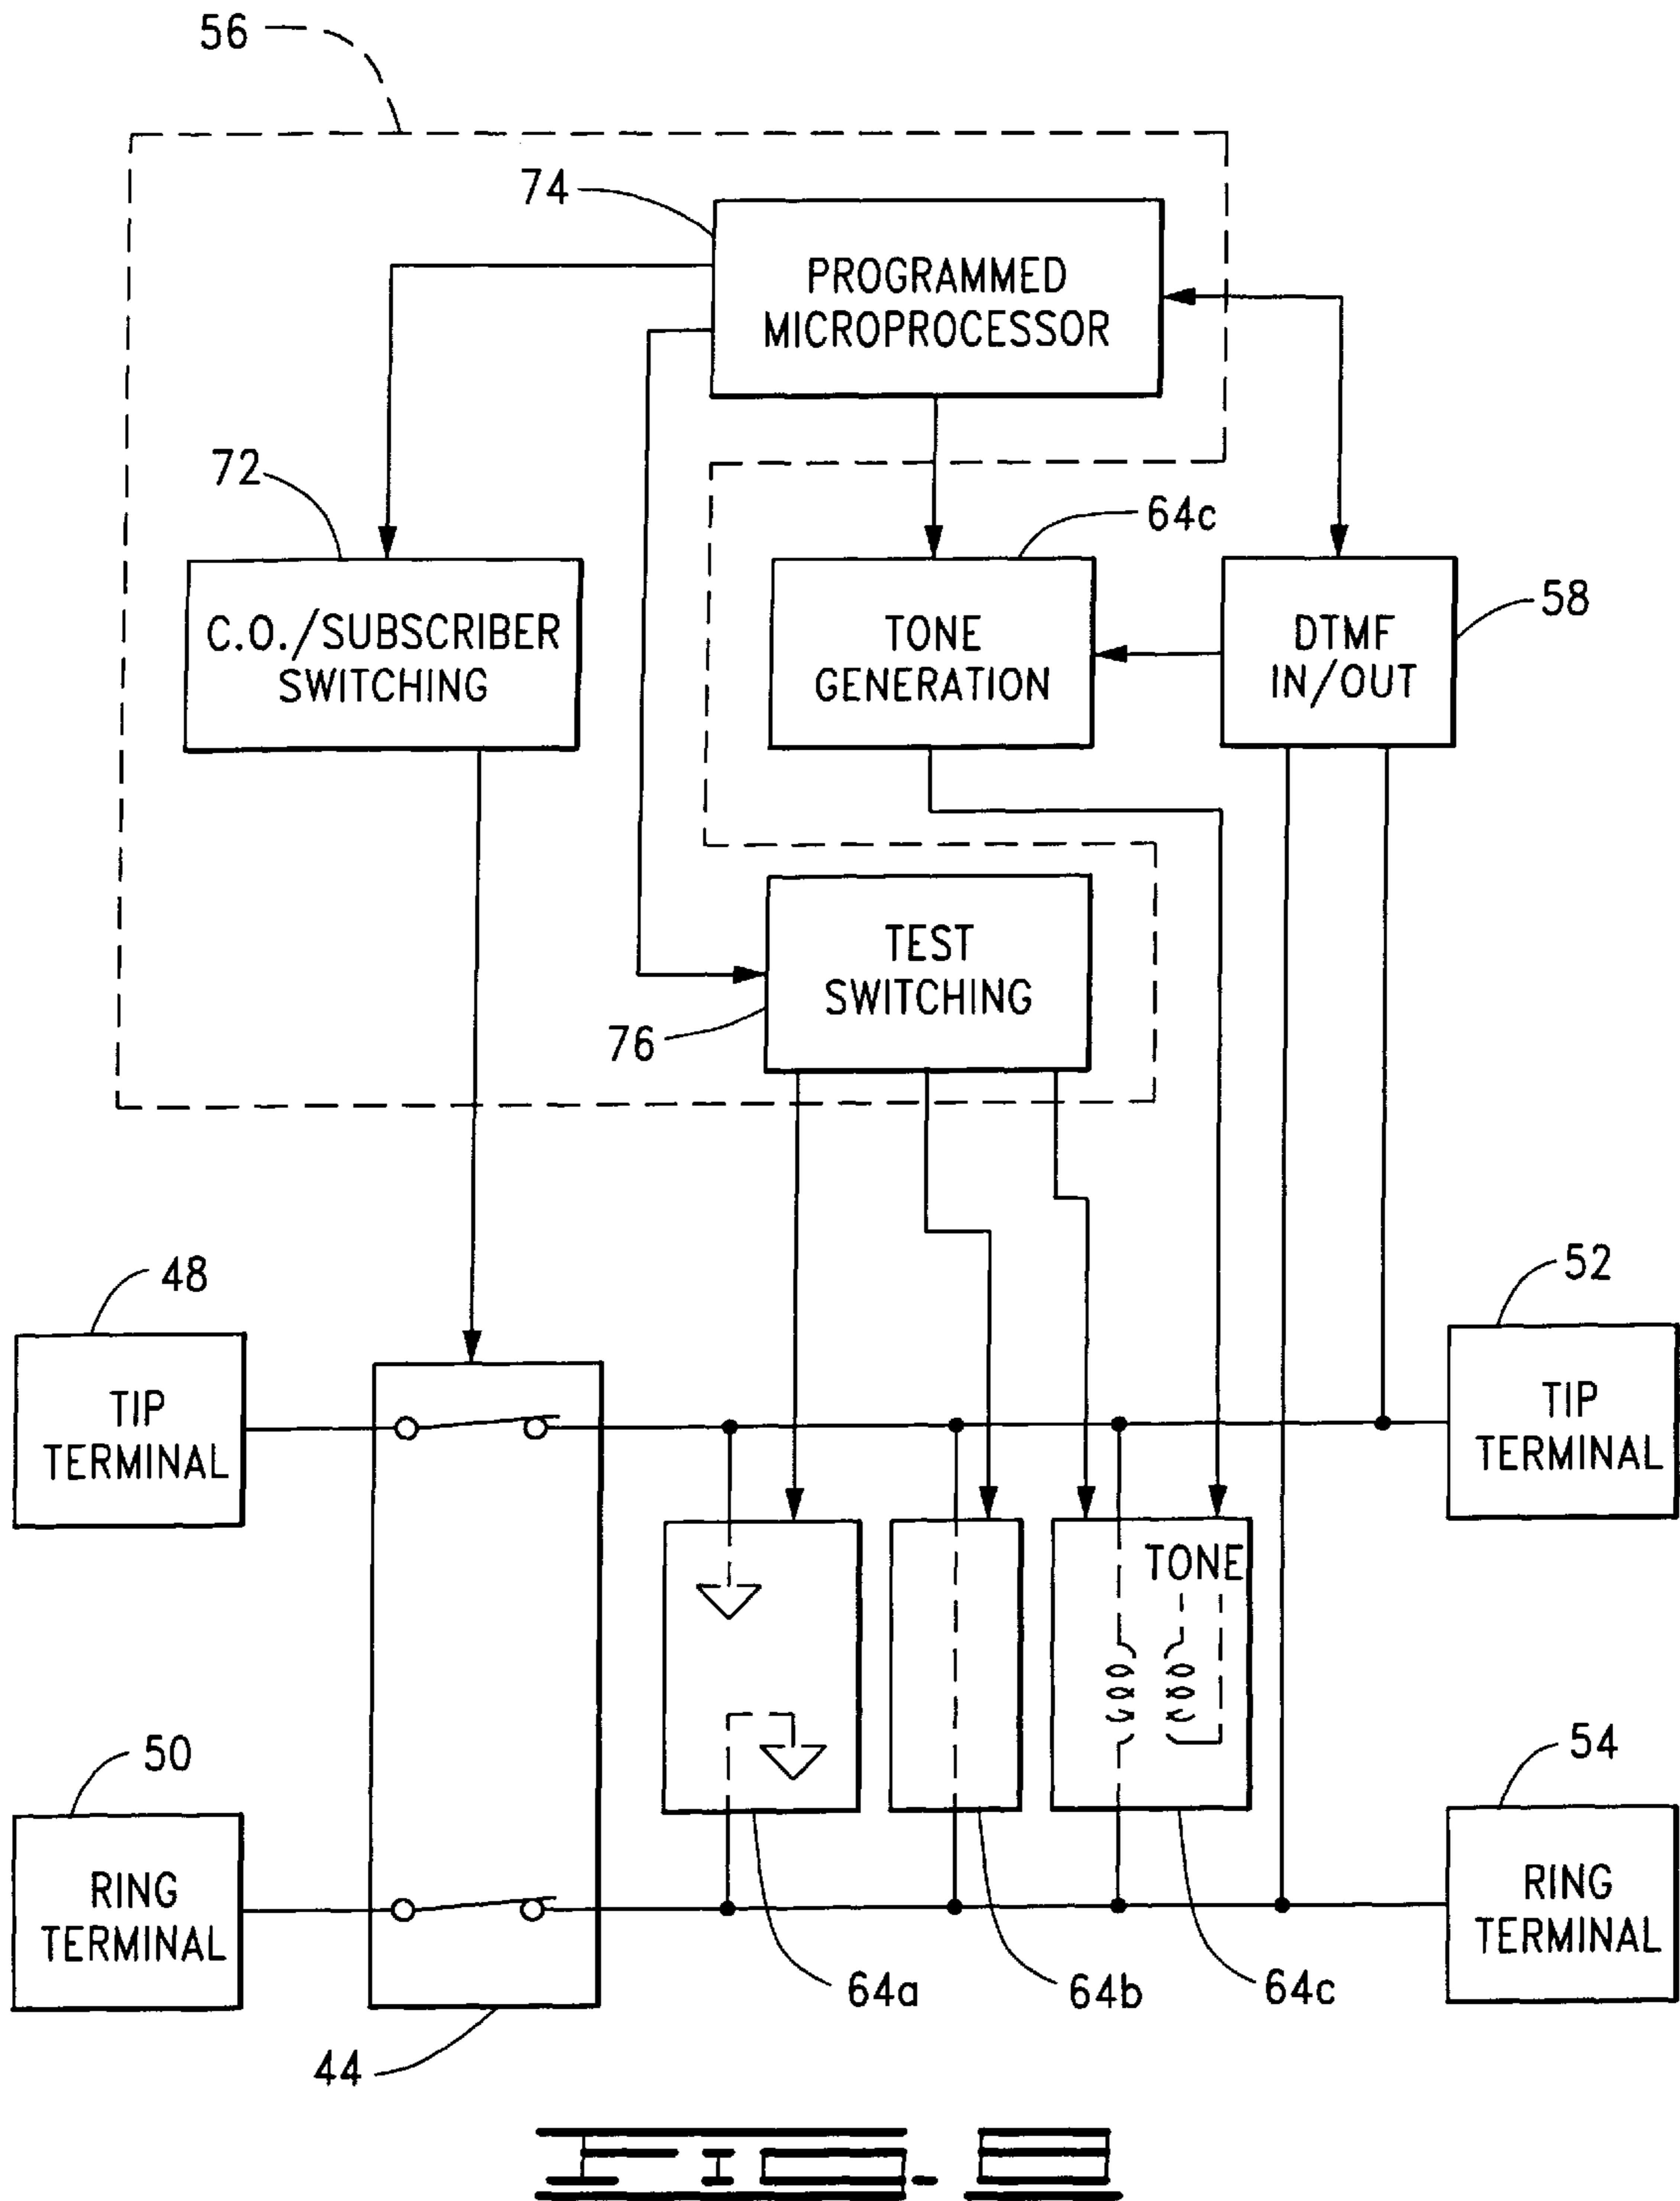 56
74
PROGRAMMED
MICROPROCESSOR
72
64c
C.O./SUBSCRIBER
SWITCHING
TONE
GENERATION
DTMF
IN/OUT
58
TEST
SWITCHING
76
48
52
TIP
TERMINAL
TIP
TERMINAL
TONE
50
54
RING
TERMINAL
RING
TERMINAL
64a
64b
64c
44